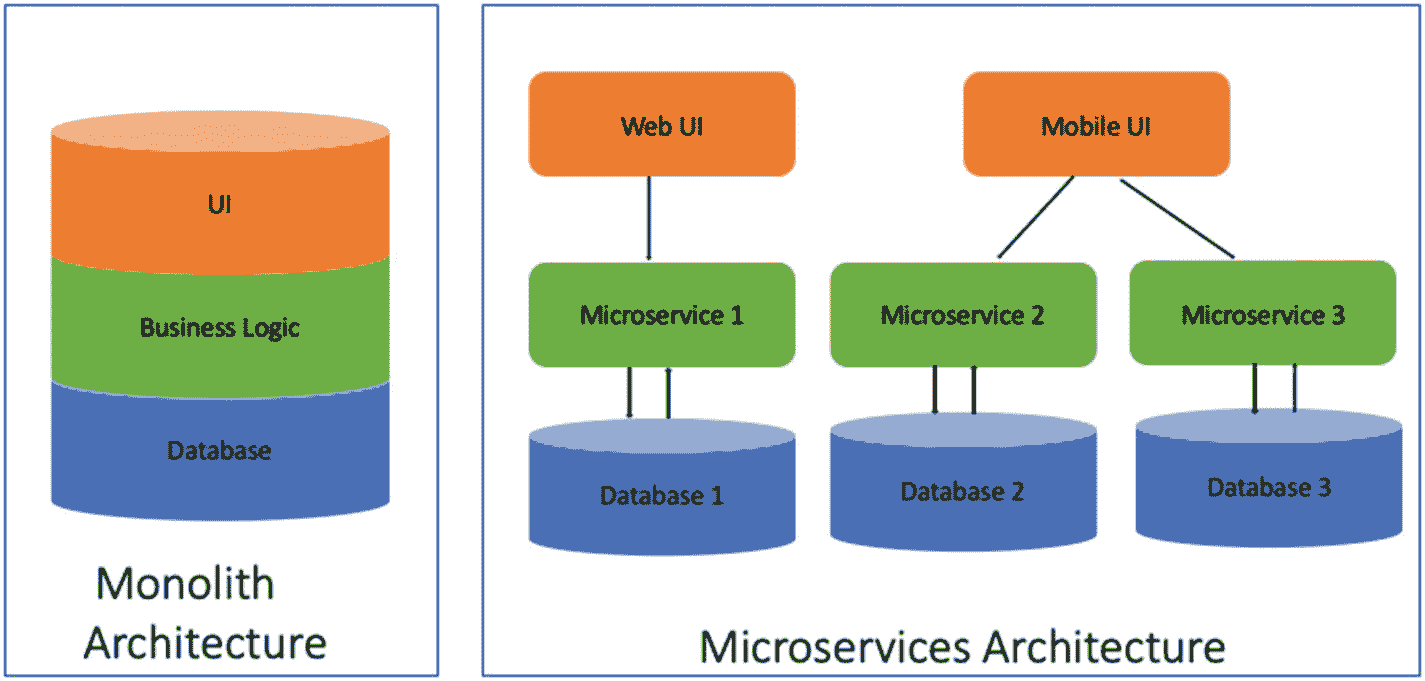 UI
Business Logic
Database
Monolith
Architecture
Web UI
Mobile UI
Microservice 1
Microservice 2
Microservice 3
Database 1
Database 2
Database 3
Microservices Architecture